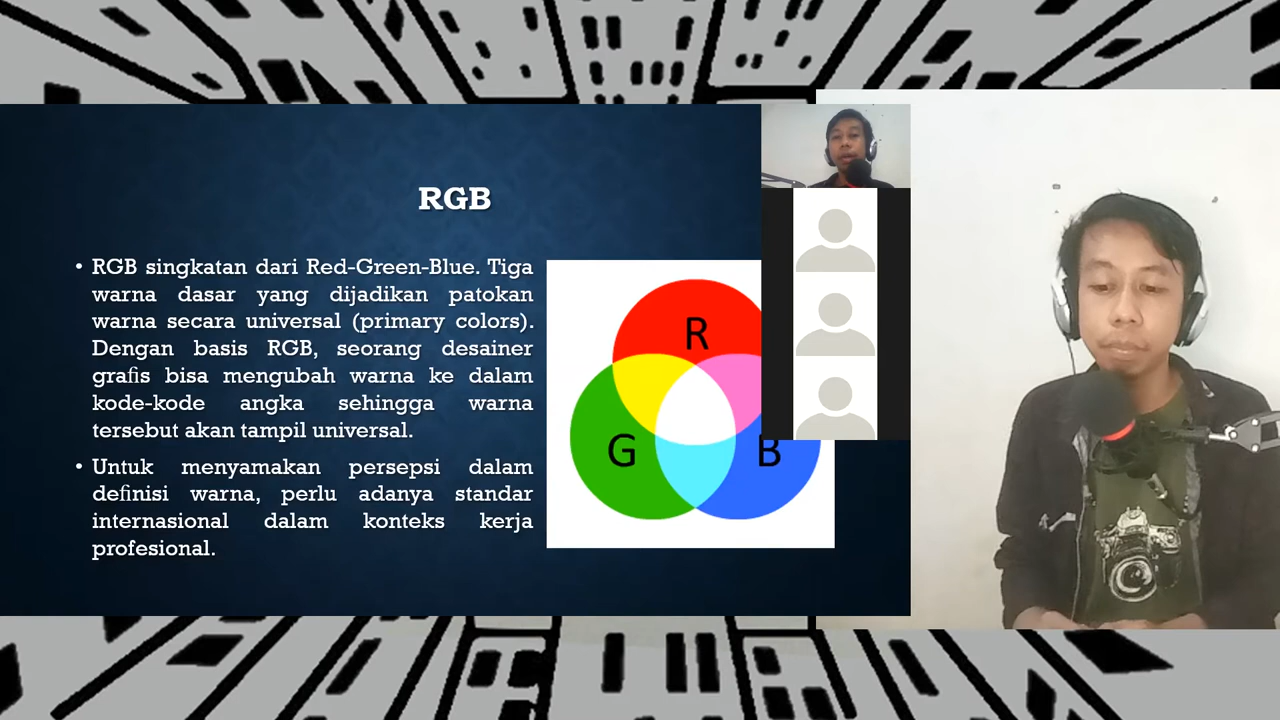 RGB
• RGB singkatan dari Red-Green-Blue. Tiga
warna dasar yang dijadikan patokan
warna secara universal (primary colors).
Dengan basis RGB, seorang desainer
grafis bisa mengubah warna ke dalam
kode-kode angka sehingga warna
tersebut akan tampil universal.
• Untuk menyamakan persepsi dalam
definisi warna, perlu adanya standar
internasional dalam konteks kerja
profesional.
R
G
B